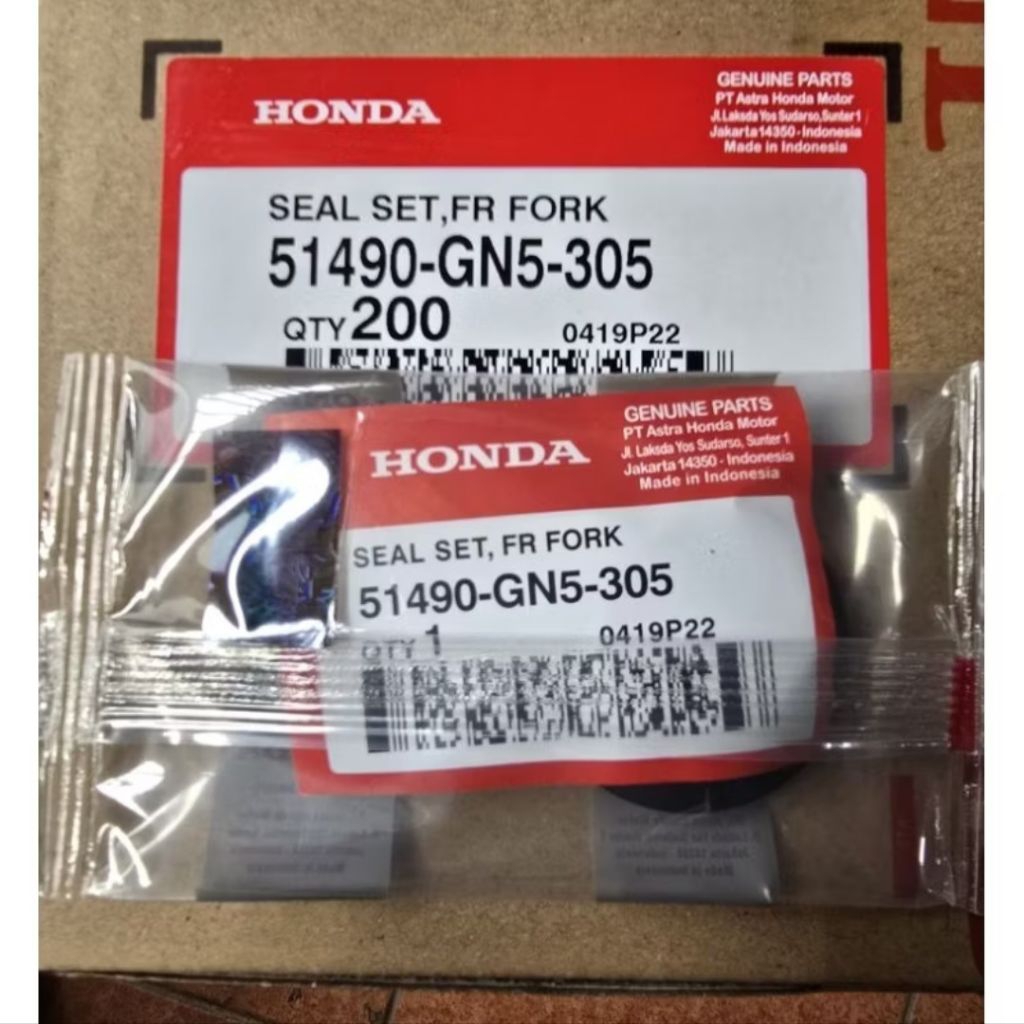 HONDA
GENUINE PARTS
PT Astra Honda Motor
Jl. Laksda Yos Sudarso, Sunter 1
Jakarta 14350 - Indonesia
Made in Indonesia
SEAL SET,FR FORK
51490-GN5-305
QTY 200
0419P22
HONDA
GENUINE PARTS
PT Astra Honda Motor
Jl. Laksda Yos Sudarso, Sunter 1
Jakarta 14350 - Indonesia
Made in Indonesia
SEAL SET, FR FORK
51490-GN5-305
QTY 1
0419P22